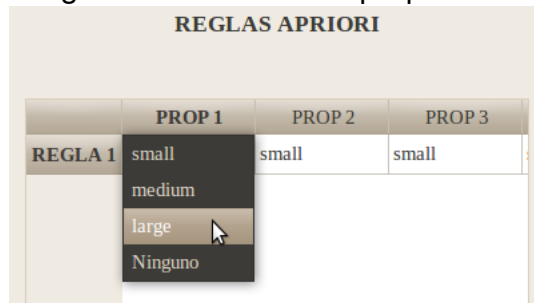 REGLAS APRIORI
PROP 1 PROP 2 PROP 3
REGLA 1 small small small
medium
large
Ninguno